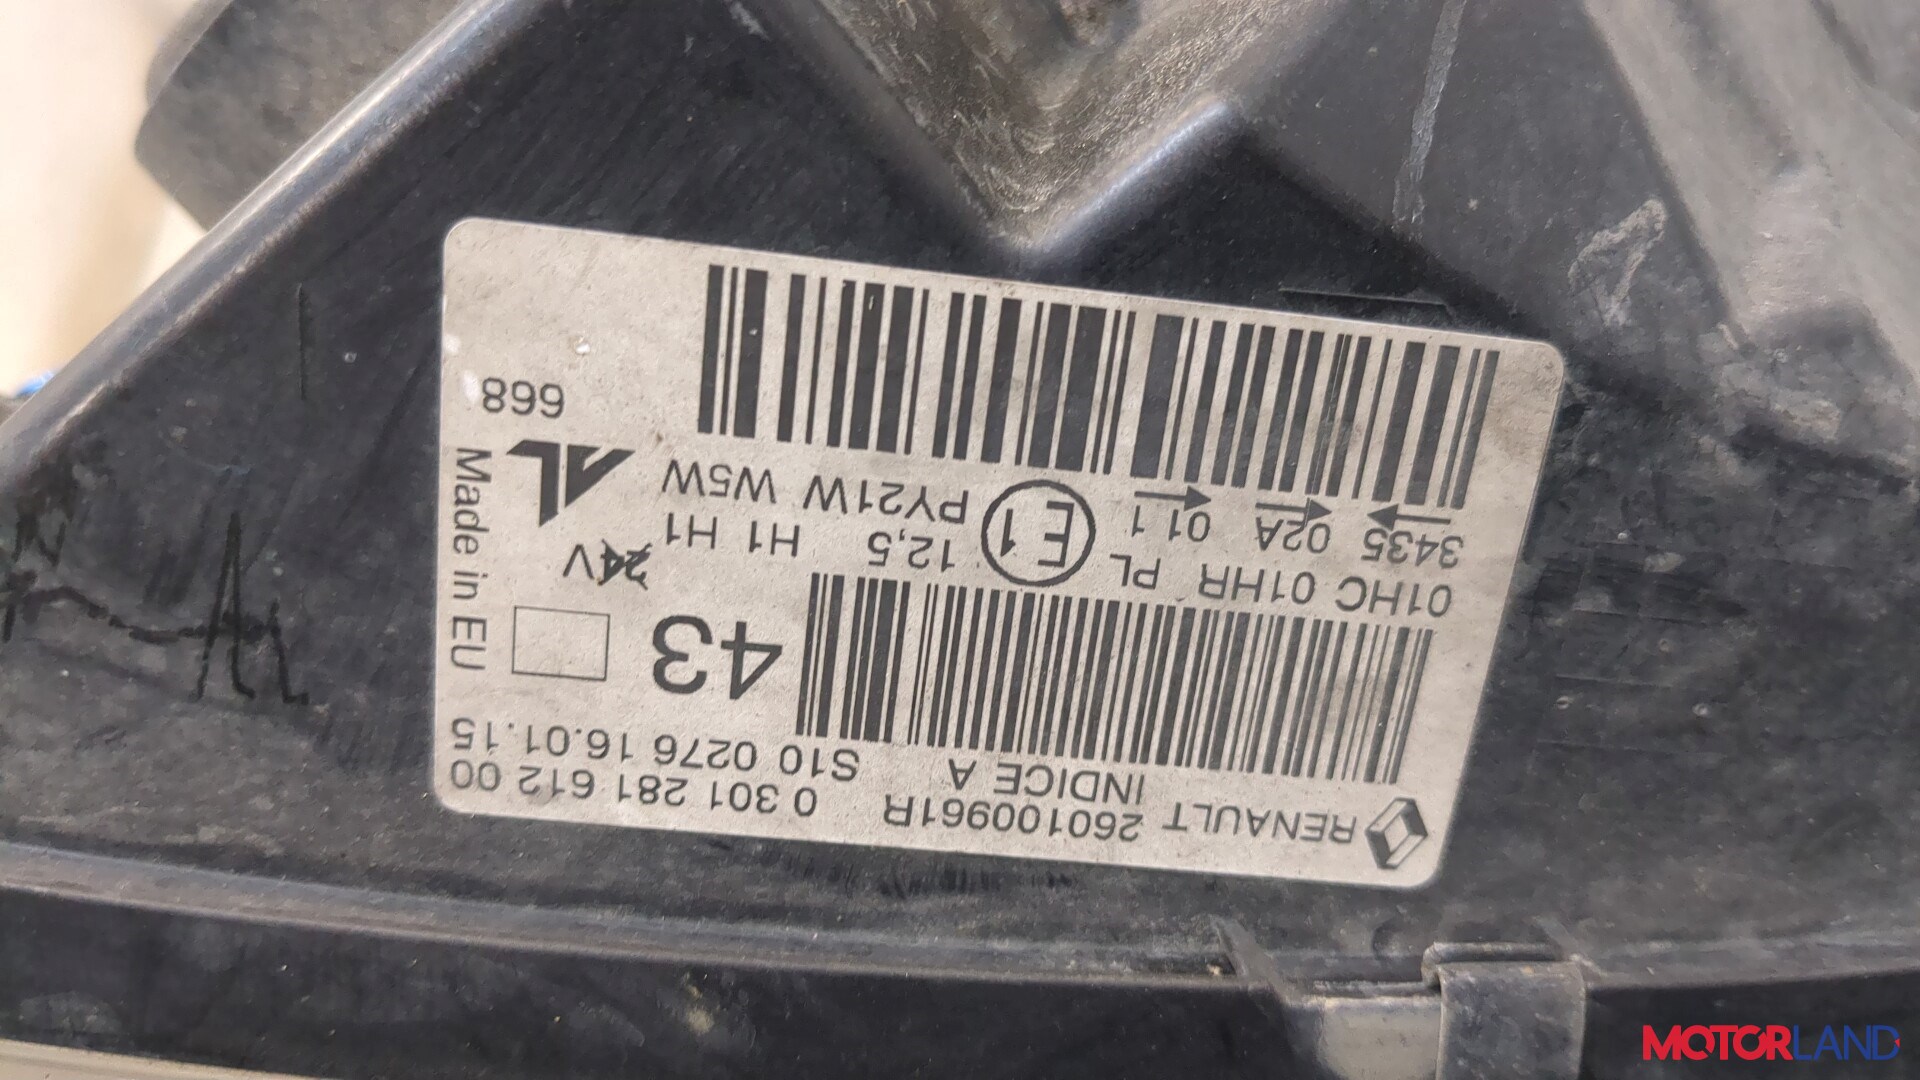 RENAULT 260100961R 0 301 281 612 00
INDICE A S10 0276 16.01.15
43
01HC 01HR PL E1 12,5 H1 H1 24V
3435 02A 01 1 PY21W W5W
AL
668
Made in EU
MOTORLAND